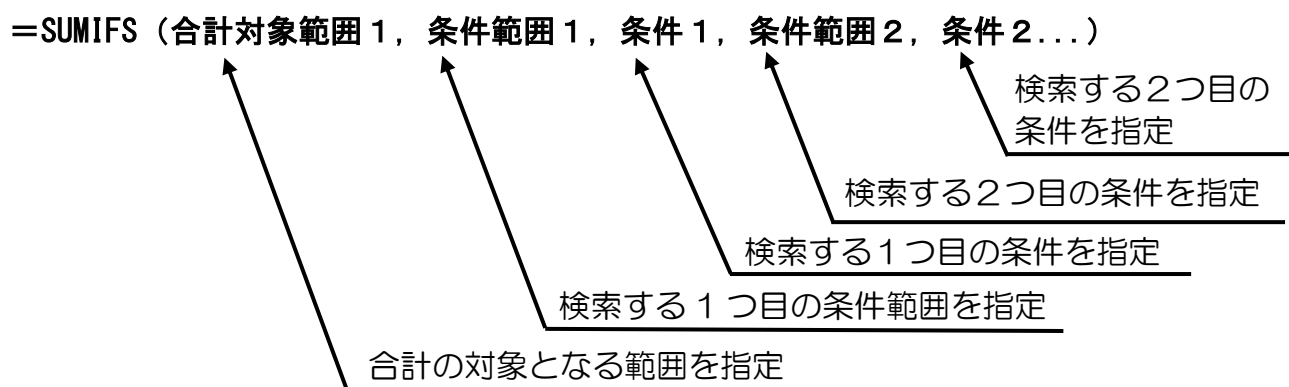 ＝SUMIFS（合計対象範囲１，条件範囲１，条件１，条件範囲２，条件２...）
検索する２つ目の
条件を指定
検索する２つ目の条件を指定
検索する１つ目の条件を指定
検索する１つ目の条件範囲を指定
合計の対象となる範囲を指定